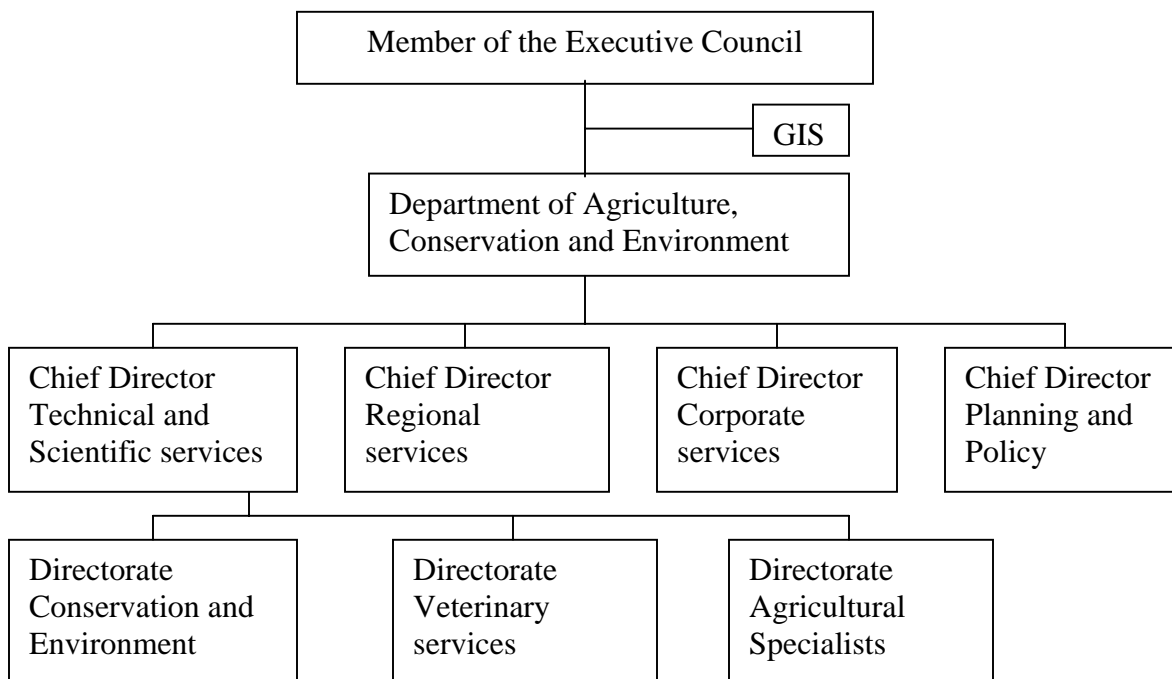 Member of the Executive Council
GIS
Department of Agriculture,
Conservation and Environment
Chief Director
Technical and
Scientific services
Chief Director
Regional
services
Chief Director
Corporate
services
Chief Director
Planning and
Policy
Directorate
Conservation and
Environment
Directorate
Veterinary
services
Directorate
Agricultural
Specialists